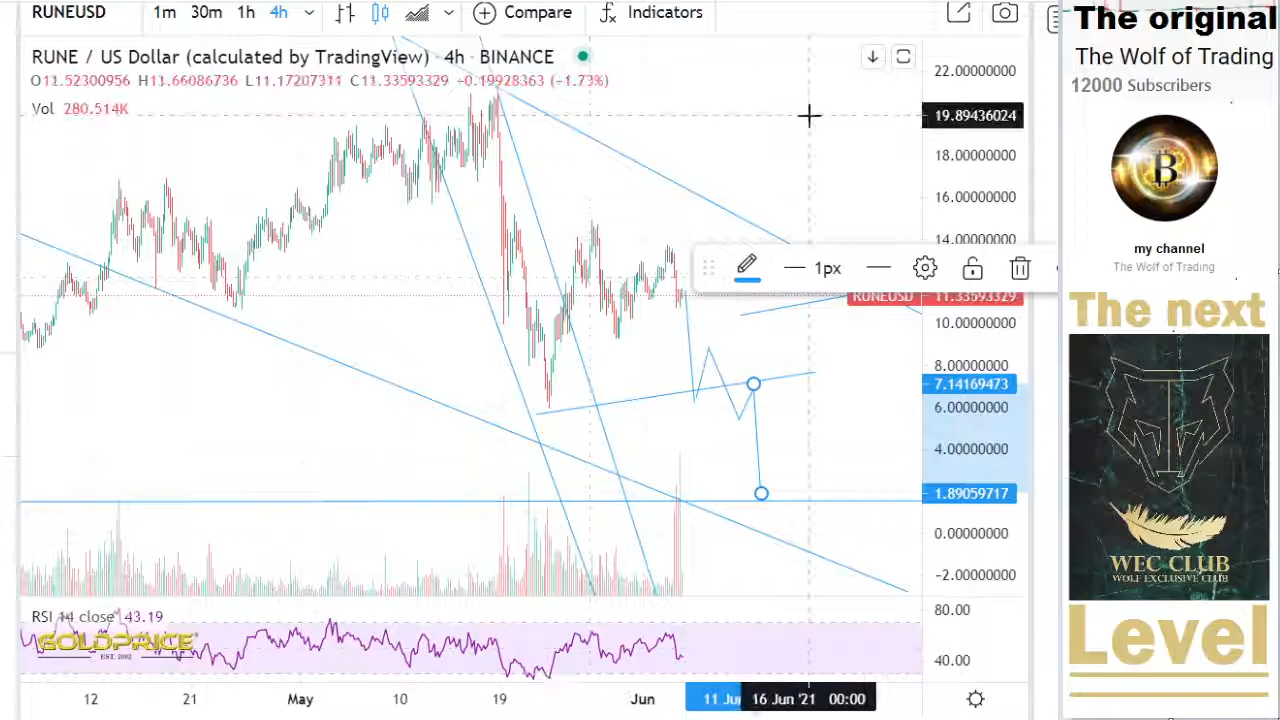 RUNEUSD 1m 30m 1h 4h Compare Indicators
RUNE / US Dollar (calculated by TradingView) · 4h · BINANCE
O11.52300956 H11.66086736 L11.17207311 C11.33593329 −0.19928363 (−1.73%)
Vol 280.514K
22.00000000
19.89436024
18.00000000
16.00000000
14.00000000
1px
RUNEUSD 11.33593329
10.00000000
8.00000000
7.14169473
6.00000000
4.00000000
1.89059717
0.00000000
−2.00000000
RSI 14 close 43.19
80.00
40.00
GOLDPRICE
EST. 2002
12 21 May 10 19 Jun 11 Ju 16 Jun '21 00:00
The original
The Wolf of Trading
12000 Subscribers
my channel
The Wolf of Trading
The next
WEC CLUB
WOLF EXCLUSIVE CLUB
Level